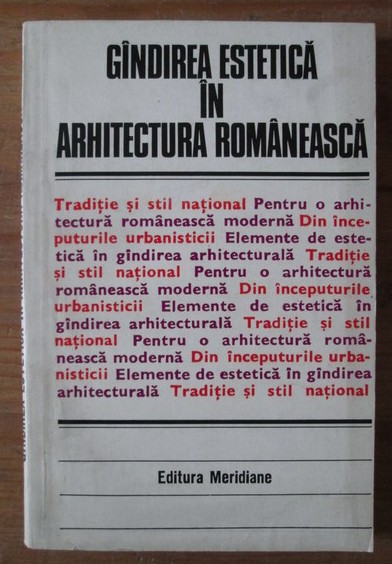 GÎNDIREA ESTETICĂ
ÎN
ARHITECTURA ROMÂNEASCĂ
Tradiție și stil național Pentru o arhi-
tectură românească modernă Din înce-
puturile urbanisticii Elemente de este-
tică în gîndirea arhitecturală Tradiție
și stil național Pentru o arhitectură
românească modernă Din începuturile
urbanisticii Elemente de estetică în
gîndirea arhitecturală Tradiție și stil
național Pentru o arhitectură româ-
nească modernă Din începuturile urba-
nisticii Elemente de estetică în gîndirea
arhitecturală Tradiție și stil național
Editura Meridiane